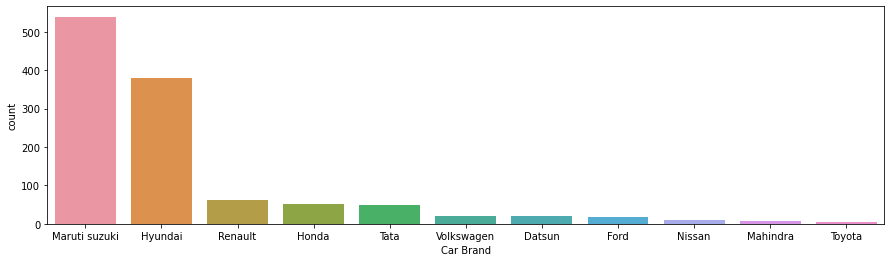 500
400
300
200
100
0
count
Maruti suzuki Hyundai Renault Honda Tata Volkswagen Datsun Ford Nissan Mahindra Toyota
Car Brand